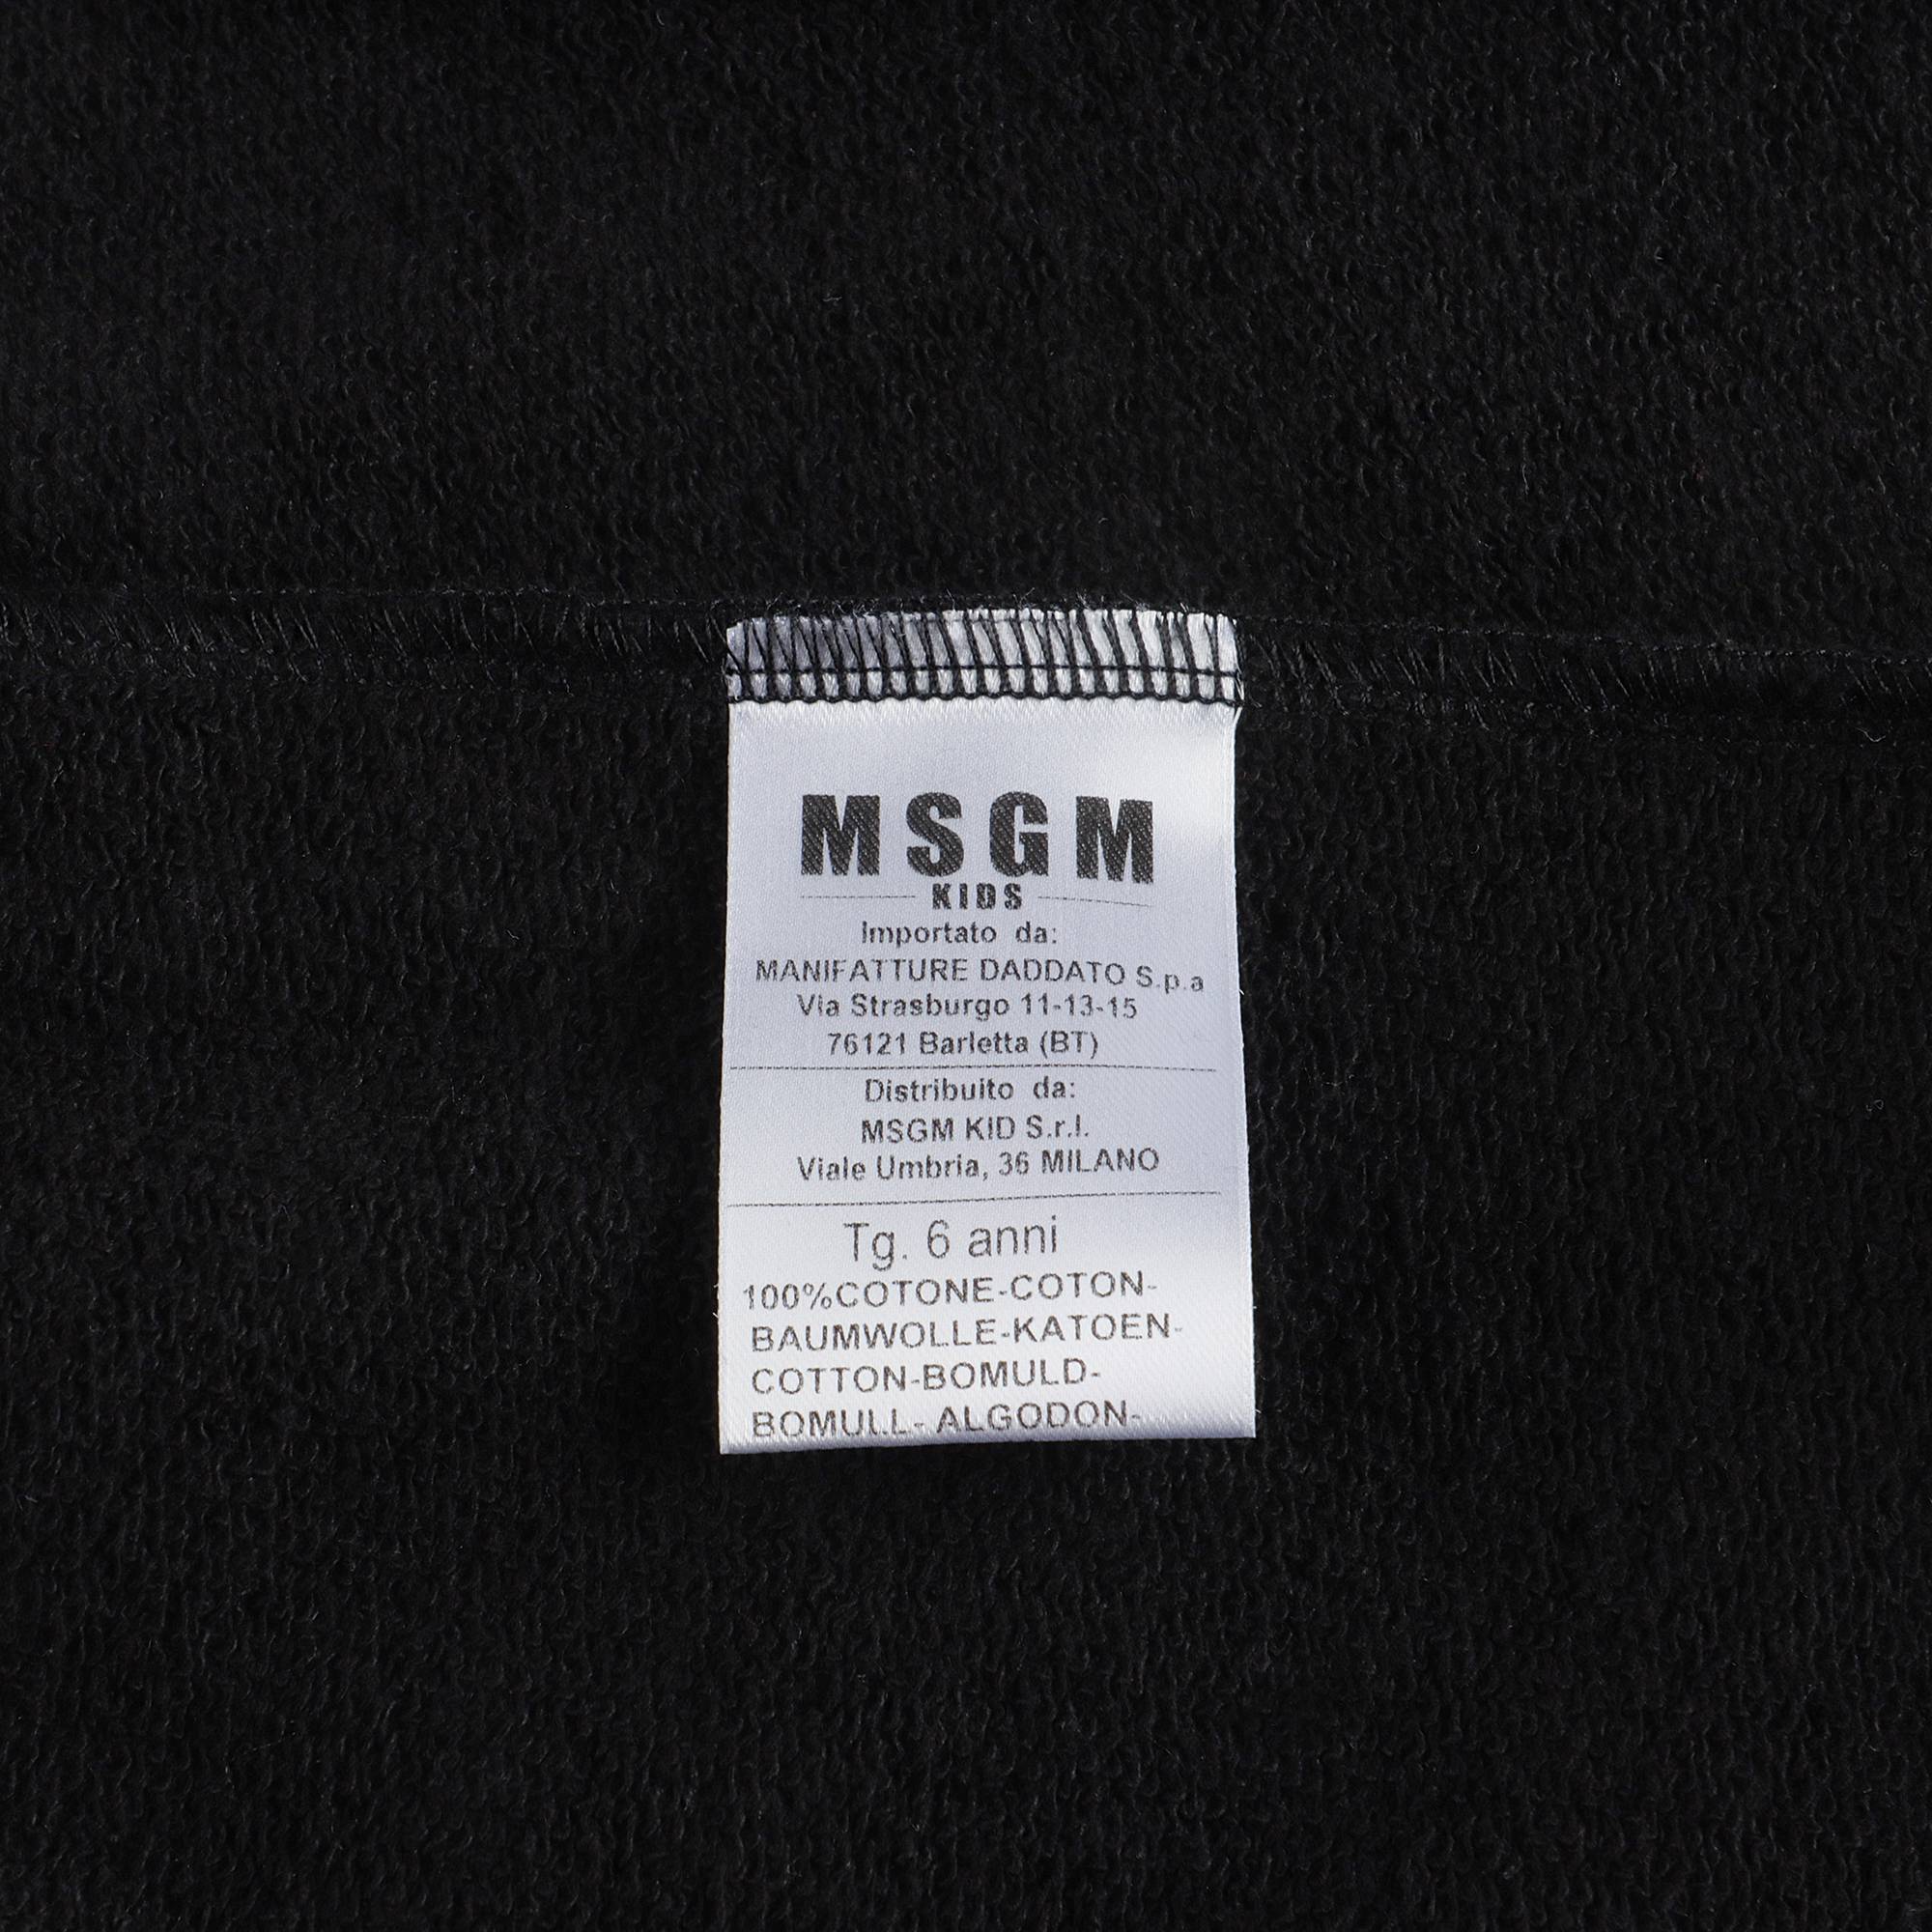 MSGM
KIDS
Importato da:
MANIFATTURE DADDATO S.p.a
Via Strasburgo 11-13-15
76121 Barletta (BT)
Distribuito da:
MSGM KID S.r.l.
Viale Umbria, 36 MILANO
Tg. 6 anni
100%COTONE-COTON-
BAUMWOLLE-KATOEN-
COTTON-BOMULD-
BOMULL- ALGODON-